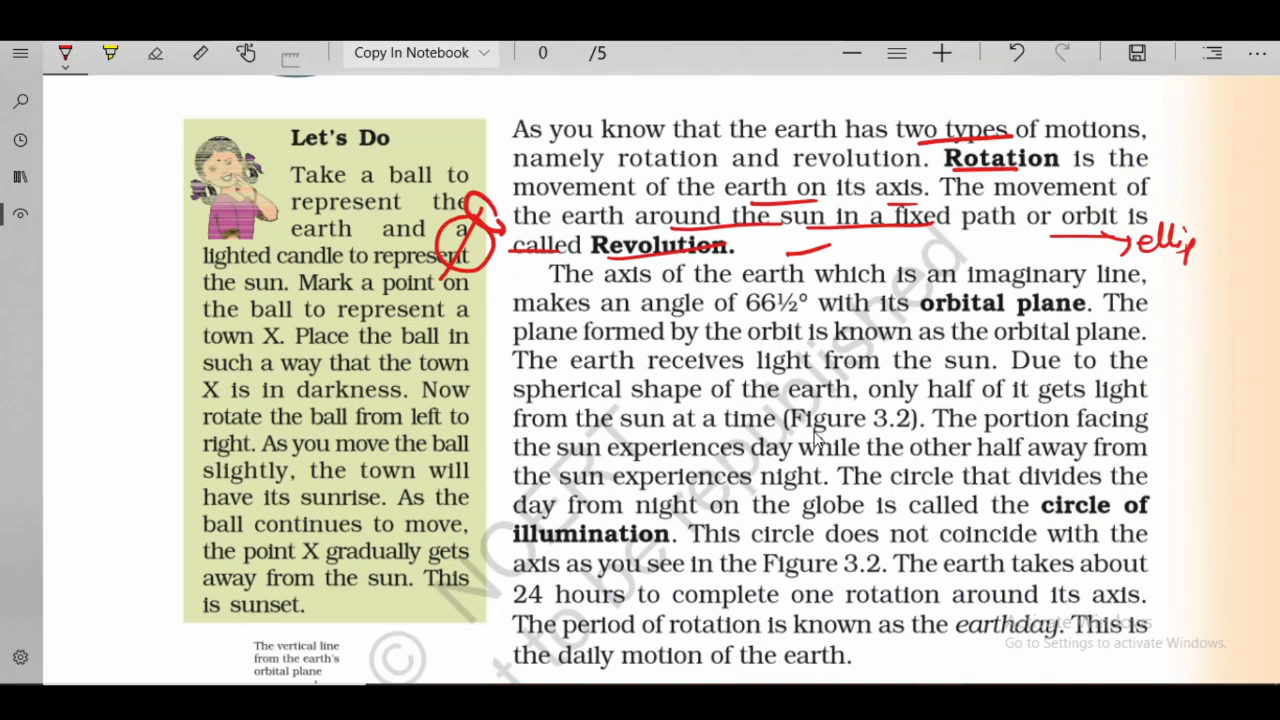 Copy In Notebook
0 /5
Let's Do
Take a ball to
represent the
earth and a
lighted candle to represent
the sun. Mark a point on
the ball to represent a
town X. Place the ball in
such a way that the town
X is in darkness. Now
rotate the ball from left to
right. As you move the ball
slightly, the town will
have its sunrise. As the
ball continues to move,
the point X gradually gets
away from the sun. This
is sunset.
The vertical line
from the earth's
orbital plane
As you know that the earth has two types of motions,
namely rotation and revolution. Rotation is the
movement of the earth on its axis. The movement of
the earth around the sun in a fixed path or orbit is
called Revolution.
ellip
The axis of the earth which is an imaginary line,
makes an angle of 66½° with its orbital plane. The
plane formed by the orbit is known as the orbital plane.
The earth receives light from the sun. Due to the
spherical shape of the earth, only half of it gets light
from the sun at a time (Figure 3.2). The portion facing
the sun experiences day while the other half away from
the sun experiences night. The circle that divides the
day from night on the globe is called the circle of
illumination. This circle does not coincide with the
axis as you see in the Figure 3.2. The earth takes about
24 hours to complete one rotation around its axis.
The period of rotation is known as the earthday. This is
the daily motion of the earth.
© NCERT
not to be republished
Activate Windows
Go to Settings to activate Windows.